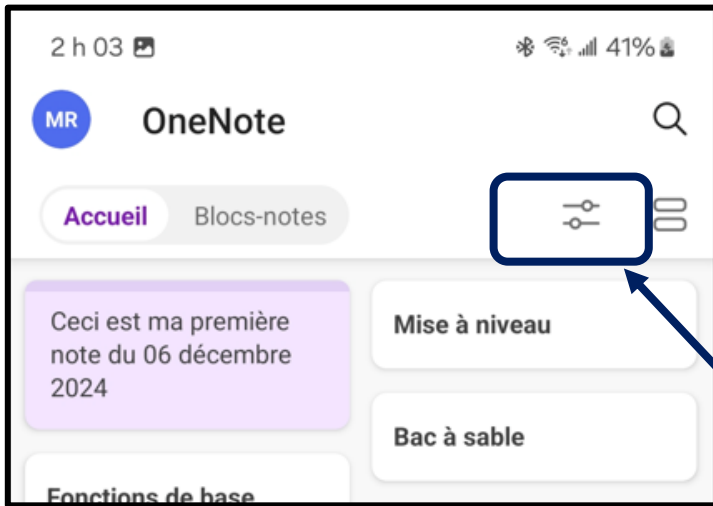 2 h 03
41%
MR
OneNote
Accueil
Blocs-notes
Ceci est ma première
note du 06 décembre
2024
Mise à niveau
Bac à sable
Fonctions de base